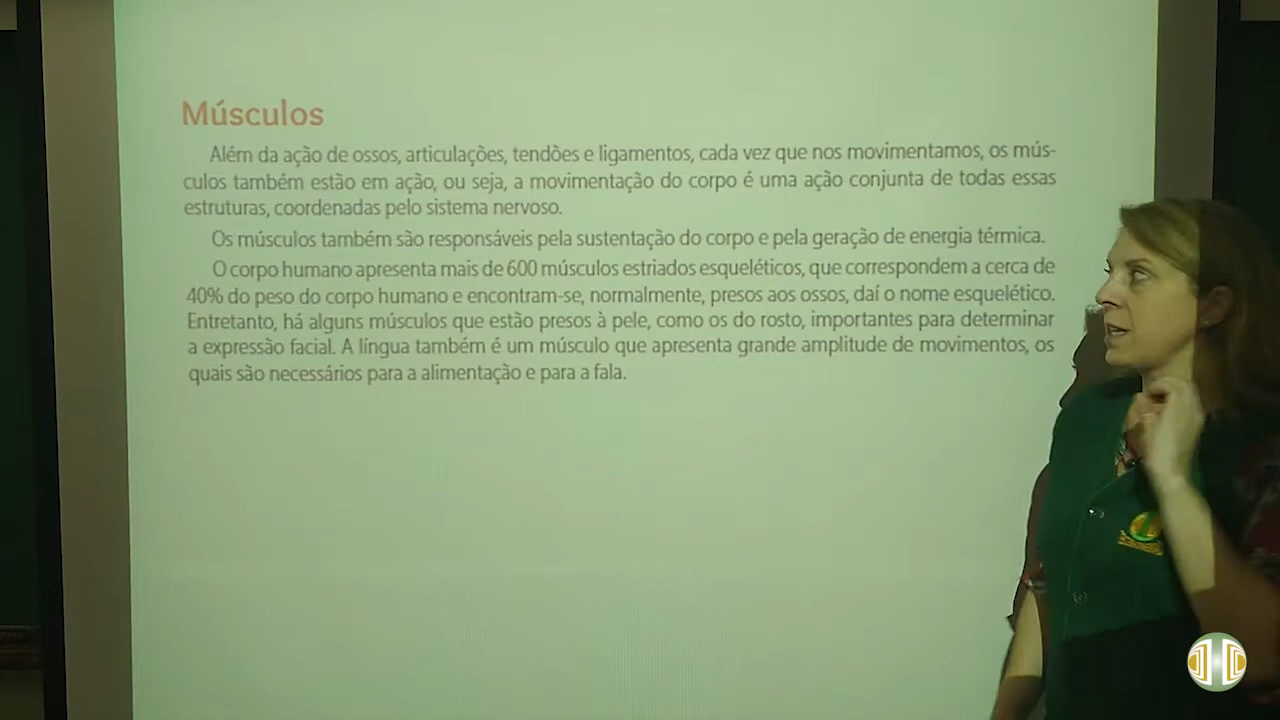 Músculos
Além da ação de ossos, articulações, tendões e ligamentos, cada vez que nos movimentamos, os mús-
culos também estão em ação, ou seja, a movimentação do corpo é uma ação conjunta de todas essas
estruturas, coordenadas pelo sistema nervoso.
Os músculos também são responsáveis pela sustentação do corpo e pela geração de energia térmica.
O corpo humano apresenta mais de 600 músculos estriados esqueléticos, que correspondem a cerca de
40% do peso do corpo humano e encontram-se, normalmente, presos aos ossos, daí o nome esquelético.
Entretanto, há alguns músculos que estão presos à pele, como os do rosto, importantes para determinar
a expressão facial. A língua também é um músculo que apresenta grande amplitude de movimentos, os
quais são necessários para a alimentação e para a fala.